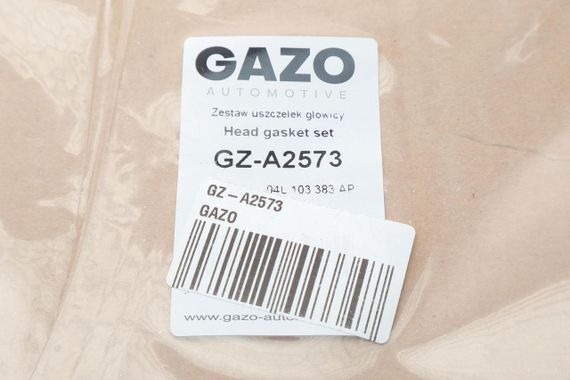 GAZO
AUTOMOTIVE
Zestaw uszczelek głowicy
Head gasket set
GZ-A2573
04L 103 383 AP
GZ-A2573
GAZO
www.gazo-auto